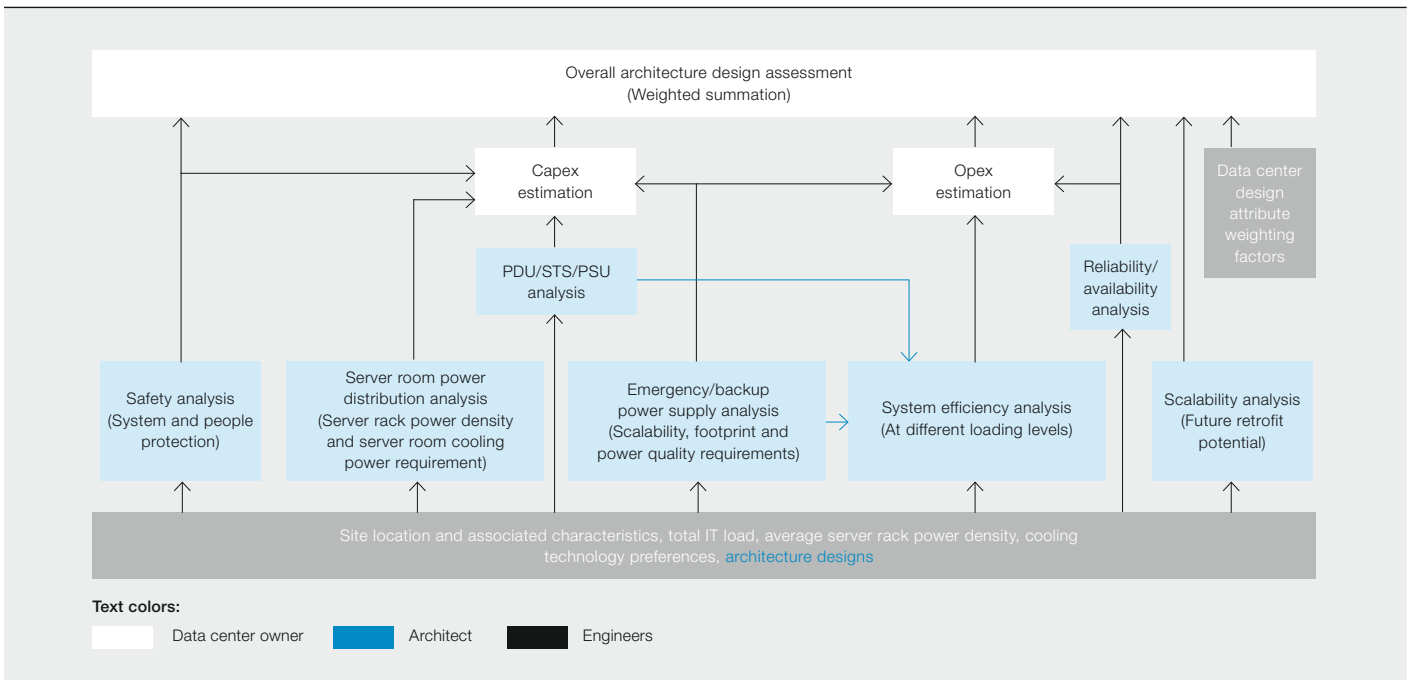 Overall architecture design assessment
(Weighted summation)
Capex
estimation
Opex
estimation
Data center
design
attribute
weighting
factors
PDU/STS/PSU
analysis
Reliability/
availability
analysis
Safety analysis
(System and people
protection)
Server room power
distribution analysis
(Server rack power density
and server room cooling
power requirement)
Emergency/backup
power supply analysis
(Scalability, footprint and
power quality requirements)
System efficiency analysis
(At different loading levels)
Scalability analysis
(Future retrofit
potential)
Site location and associated characteristics, total IT load, average server rack power density, cooling
technology preferences, architecture designs
Text colors:
Data center owner
Architect
Engineers